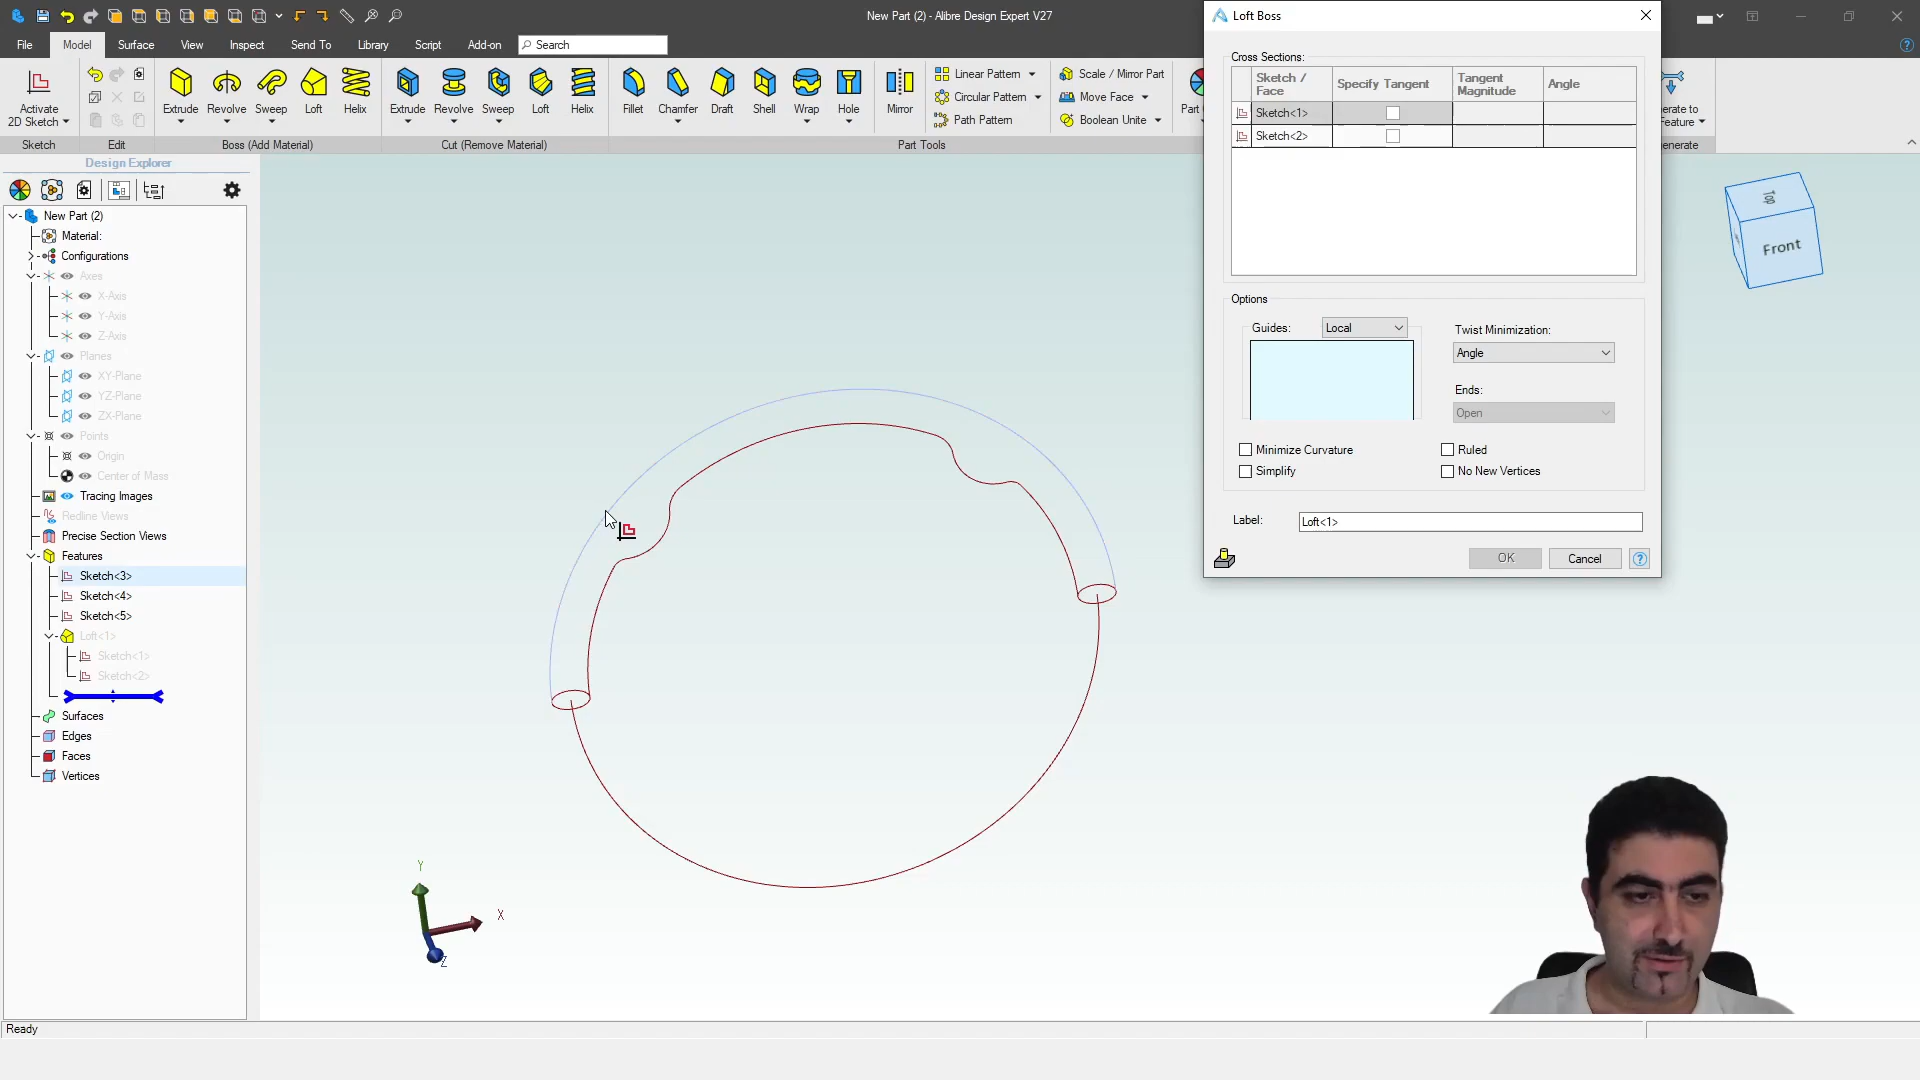 New Part (2) - Alibre Design Expert V27
File Model Surface View Inspect Send To Library Script Add-on Search
Activate
2D Sketch
Extrude Revolve Sweep Loft Helix
Extrude Revolve Sweep Loft Helix
Fillet Chamfer Draft Shell Wrap Hole Mirror
Linear Pattern
Circular Pattern
Path Pattern
Scale / Mirror Part
Move Face
Boolean Unite
Sketch Edit Boss (Add Material) Cut (Remove Material) Part Tools
Design Explorer
New Part (2)
Material:
Configurations
Axes
X-Axis
Y-Axis
Z-Axis
Planes
XY-Plane
YZ-Plane
ZX-Plane
Points
Origin
Center of Mass
Tracing Images
Redline Views
Precise Section Views
Features
Sketch<3>
Sketch<4>
Sketch<5>
Loft<1>
Sketch<1>
Sketch<2>
Surfaces
Edges
Faces
Vertices
Y
X
Z
Top
Front
Loft Boss
Cross Sections:
Sketch / Face Specify Tangent Tangent Magnitude Angle
Sketch<1>
Sketch<2>
Options
Guides: Local
Twist Minimization:
Angle
Ends:
Open
Minimize Curvature
Ruled
Simplify
No New Vertices
Label: Loft<1>
OK Cancel
Ready